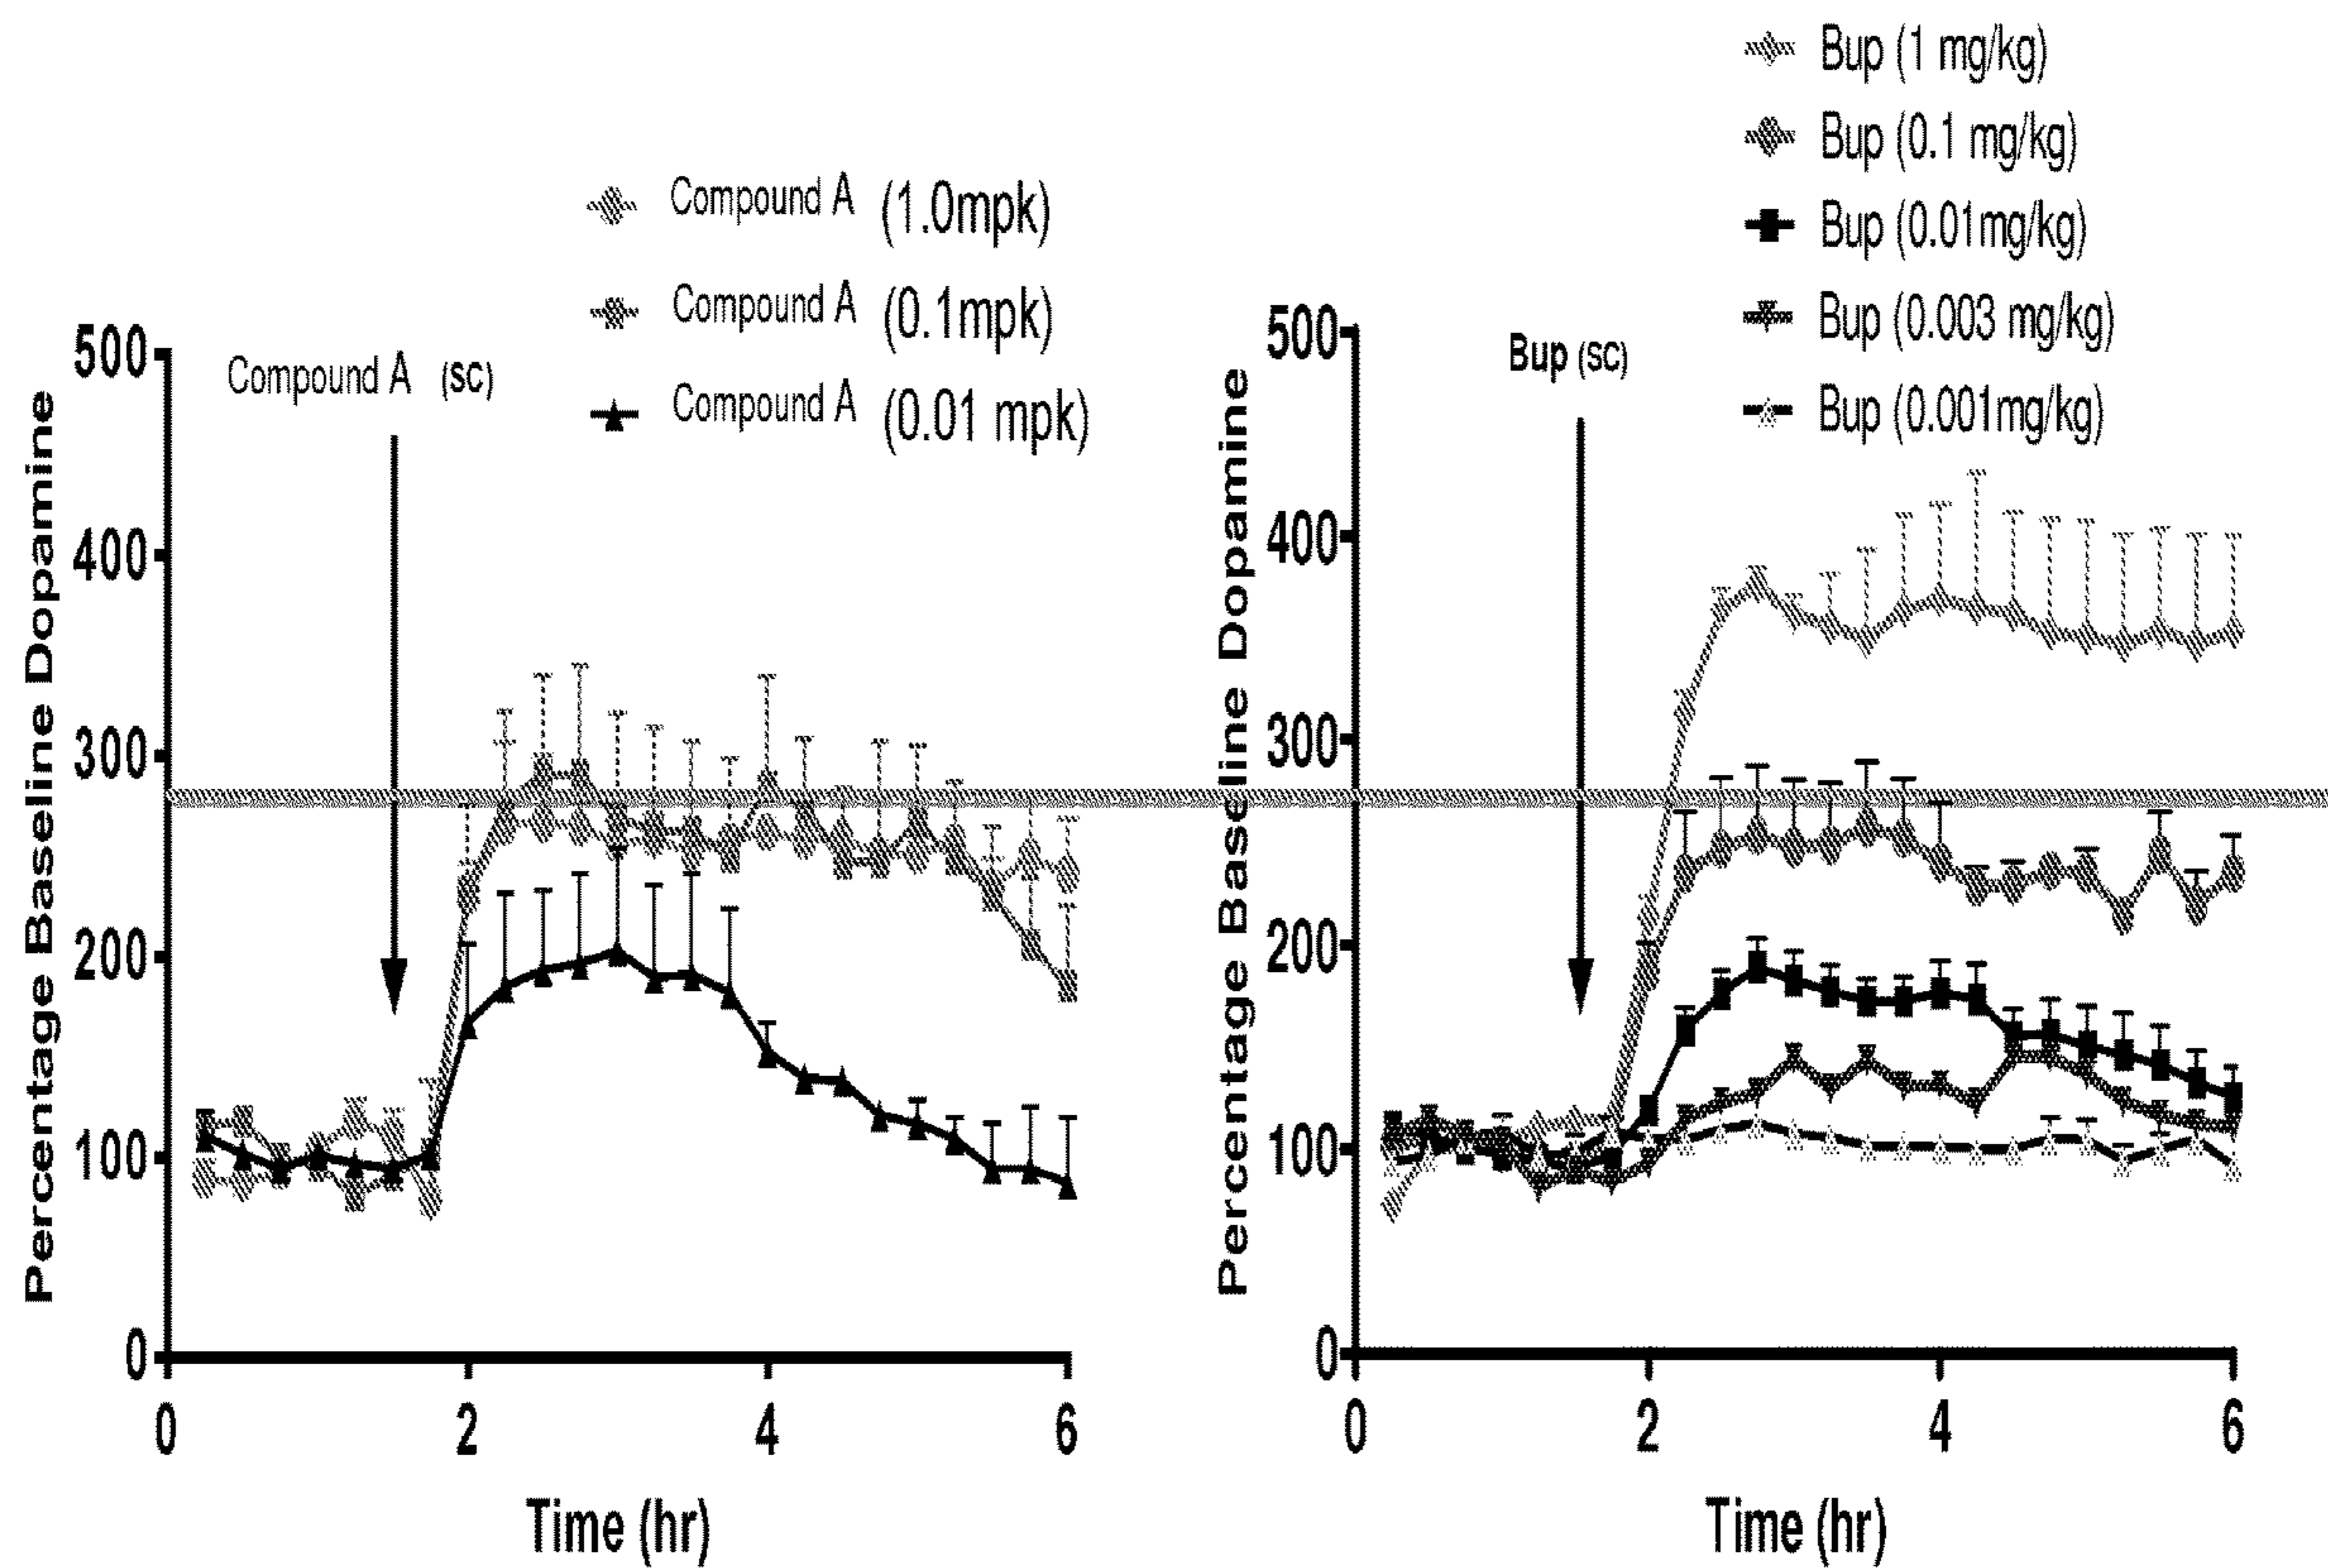 Compound A (1.0mpk)
Compound A (0.1mpk)
Compound A (0.01 mpk)
Compound A (SC)
Percentage Baseline Dopamine
500
400
300
200
100
0
0 2 4 6
Time (hr)
Bup (1 mg/kg)
Bup (0.1 mg/kg)
Bup (0.01mg/kg)
Bup (0.003 mg/kg)
Bup (0.001mg/kg)
Bup (SC)
Percentage Baseline Dopamine
500
400
300
200
100
0
0 2 4 6
Time (hr)